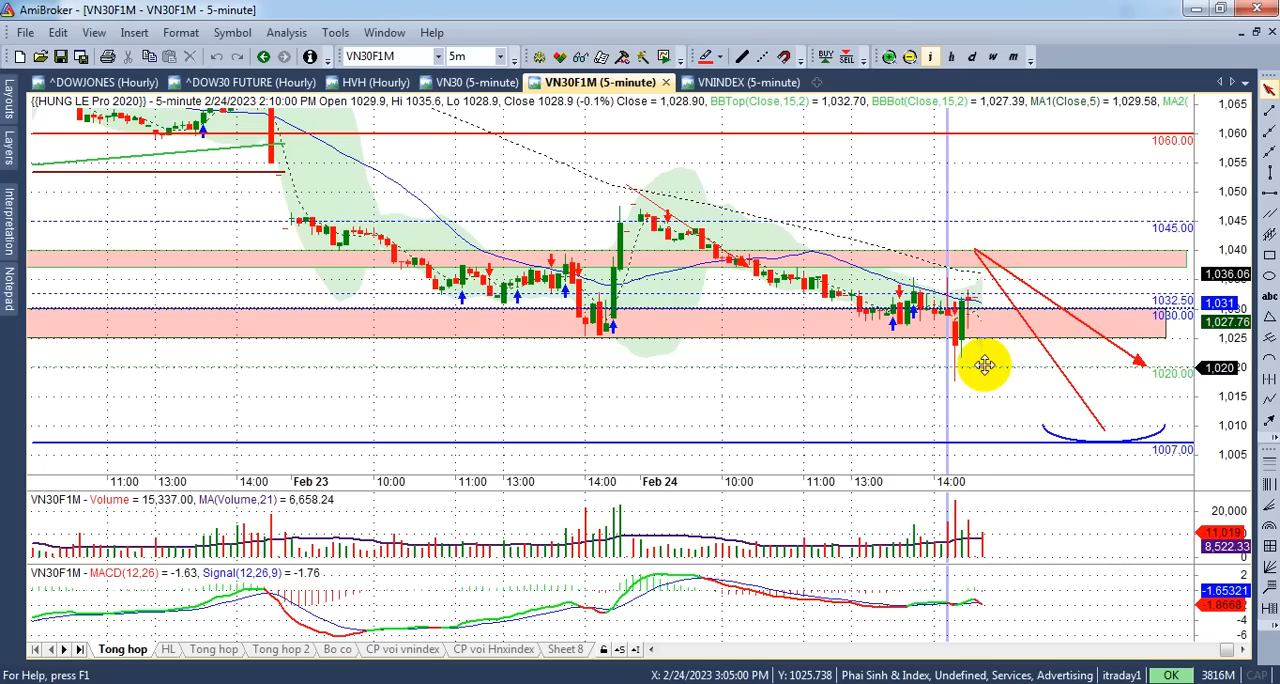 AmiBroker - [VN30F1M - VN30F1M - 5-minute]
File Edit View Insert Format Symbol Analysis Tools Window Help
VN30F1M 5m BUY SELL i h d w m
^DOWJONES (Hourly) ^DOW30 FUTURE (Hourly) HVH (Hourly) VN30 (5-minute) VN30F1M (5-minute) VNINDEX (5-minute)
Layouts
Layers
Interpretation
Notepad
{{HUNG LE Pro 2020}} - 5-minute 2/24/2023 2:10:00 PM Open 1029.9, Hi 1035.6, Lo 1028.9, Close 1028.9 (-0.1%) Close = 1,028.90, BBTop(Close,15,2) = 1,032.70, BBBot(Close,15,2) = 1,027.39, MA1(Close,5) = 1,029.58, MA2(
1,065
1,060
1060.00
1,055
1,050
1,045
1045.00
1,040
1,036.06
1032.50
1,031
1030.00
1,027.76
1,025
1,020
1020.00
1,015
1,010
1007.00
1,005
11:00 13:00 14:00 Feb 23 10:00 11:00 13:00 14:00 Feb 24 10:00 11:00 13:00 14:00
VN30F1M - Volume = 15,337.00, MA(Volume,21) = 6,658.24
20,000
11,019
8,522.33
0
VN30F1M - MACD(12,26) = -1.63, Signal(12,26,9) = -1.76
2
-1.65321
-1.8668
-4
-6
Tong hop HL Tong hop Tong hop 2 Bo co CP voi vnindex CP voi Hnxindex Sheet 8
abc
For Help, press F1 X: 2/24/2023 3:05:00 PM Y: 1025.738 Phai Sinh & Index, Undefined, Services, Advertising itraday1 OK 3816M CAP